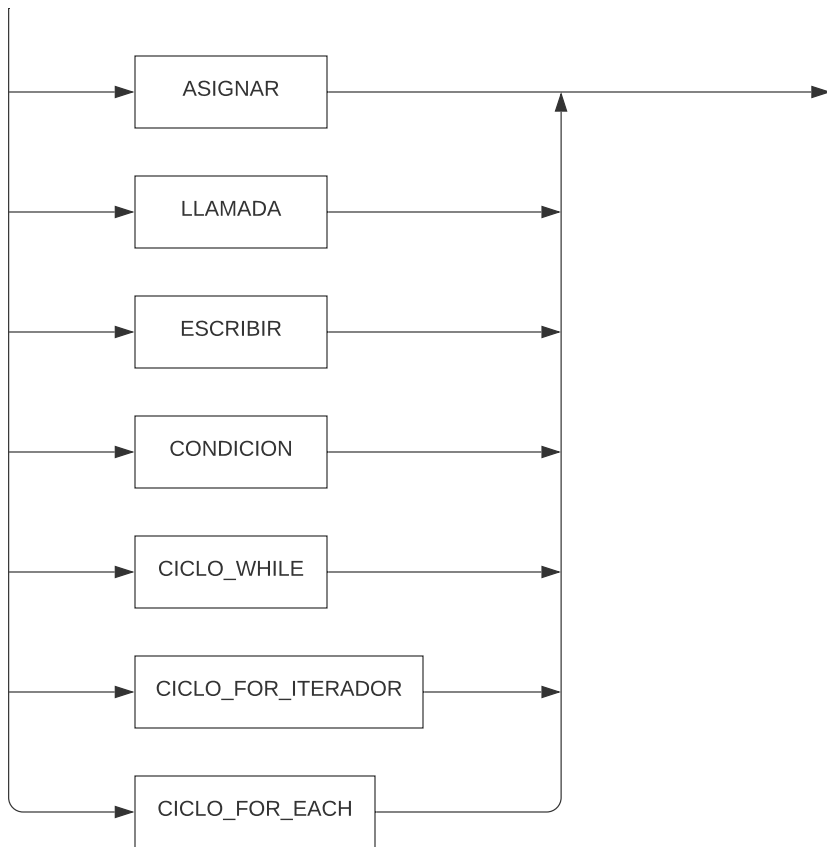 ASIGNAR
LLAMADA
ESCRIBIR
CONDICION
CICLO_WHILE
CICLO_FOR_ITERADOR
CICLO_FOR_EACH